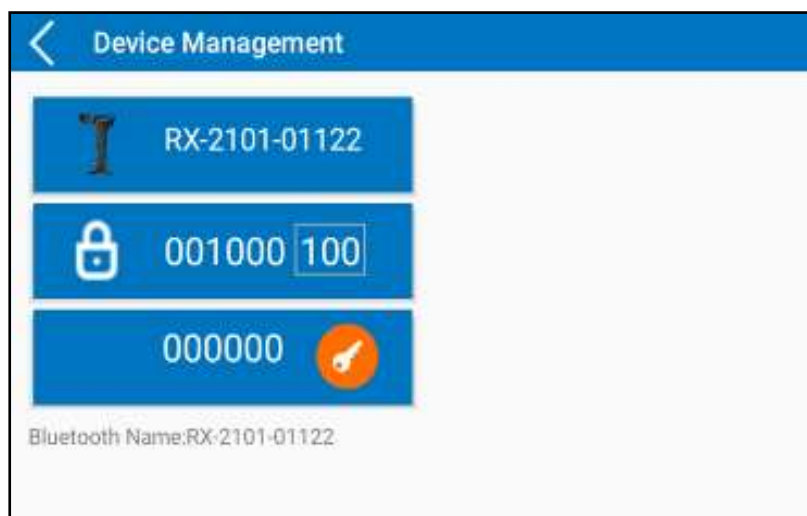 Device Management
RX-2101-01122
001000 100
000000
Bluetooth Name:RX-2101-01122